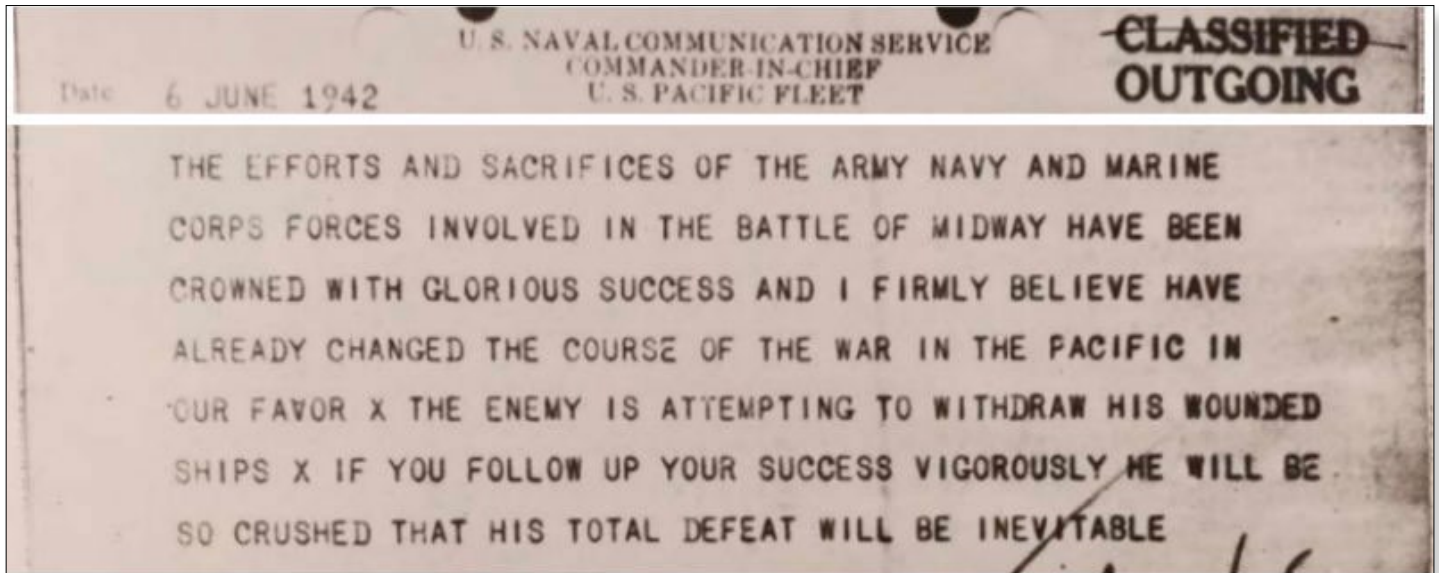 U. S. NAVAL COMMUNICATION SERVICE
COMMANDER-IN-CHIEF
U. S. PACIFIC FLEET
CLASSIFIED
OUTGOING
Date 6 JUNE 1942
THE EFFORTS AND SACRIFICES OF THE ARMY NAVY AND MARINE
CORPS FORCES INVOLVED IN THE BATTLE OF MIDWAY HAVE BEEN
CROWNED WITH GLORIOUS SUCCESS AND I FIRMLY BELIEVE HAVE
ALREADY CHANGED THE COURSE OF THE WAR IN THE PACIFIC IN
OUR FAVOR X THE ENEMY IS ATTEMPTING TO WITHDRAW HIS WOUNDED
SHIPS X IF YOU FOLLOW UP YOUR SUCCESS VIGOROUSLY HE WILL BE
SO CRUSHED THAT HIS TOTAL DEFEAT WILL BE INEVITABLE